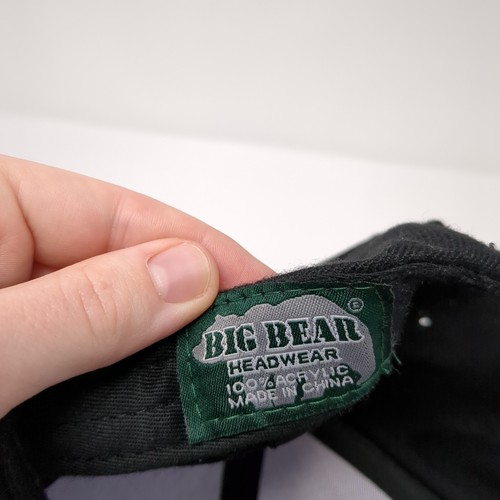 BIG BEAR ®
HEADWEAR
100% ACRYLIC
MADE IN CHINA